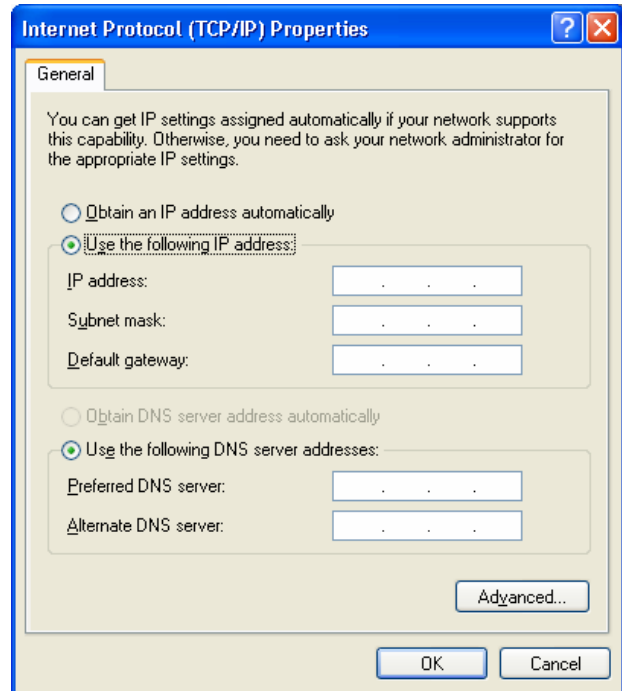 Internet Protocol (TCP/IP) Properties
General
You can get IP settings assigned automatically if your network supports
this capability. Otherwise, you need to ask your network administrator for
the appropriate IP settings.
Obtain an IP address automatically
Use the following IP address:
IP address:
. . .
Subnet mask:
. . .
Default gateway:
. . .
Obtain DNS server address automatically
Use the following DNS server addresses:
Preferred DNS server:
. . .
Alternate DNS server:
. . .
Advanced...
OK
Cancel